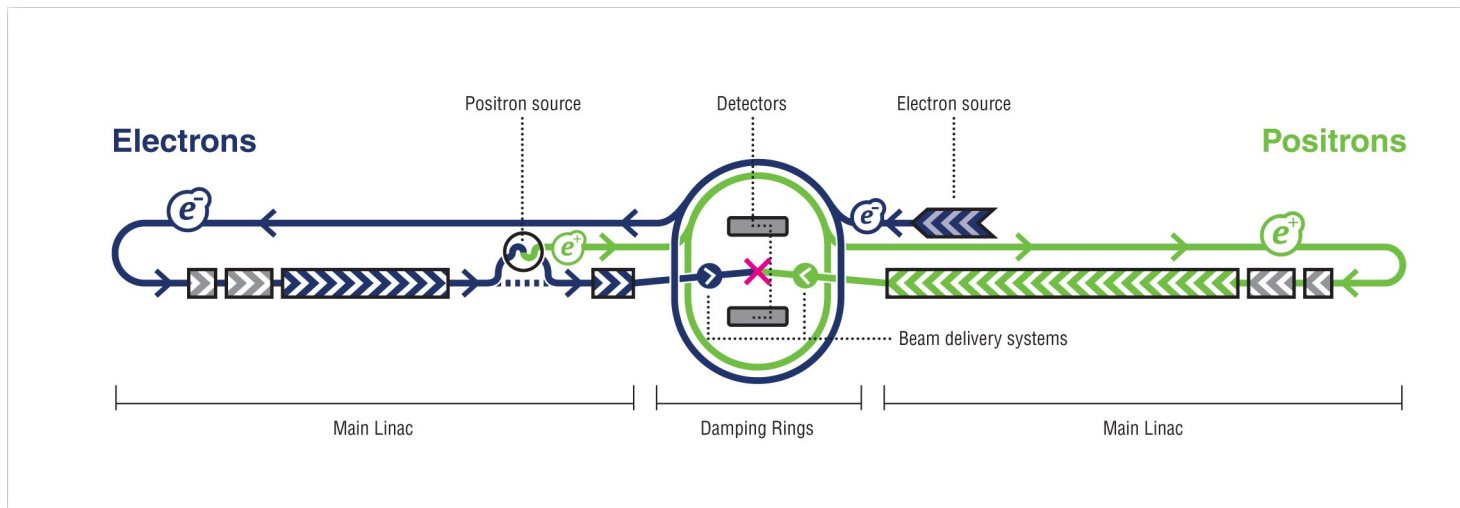 Positron source
Detectors
Electron source
Electrons
Positrons
e-
e-
e+
e+
Beam delivery systems
Main Linac
Damping Rings
Main Linac